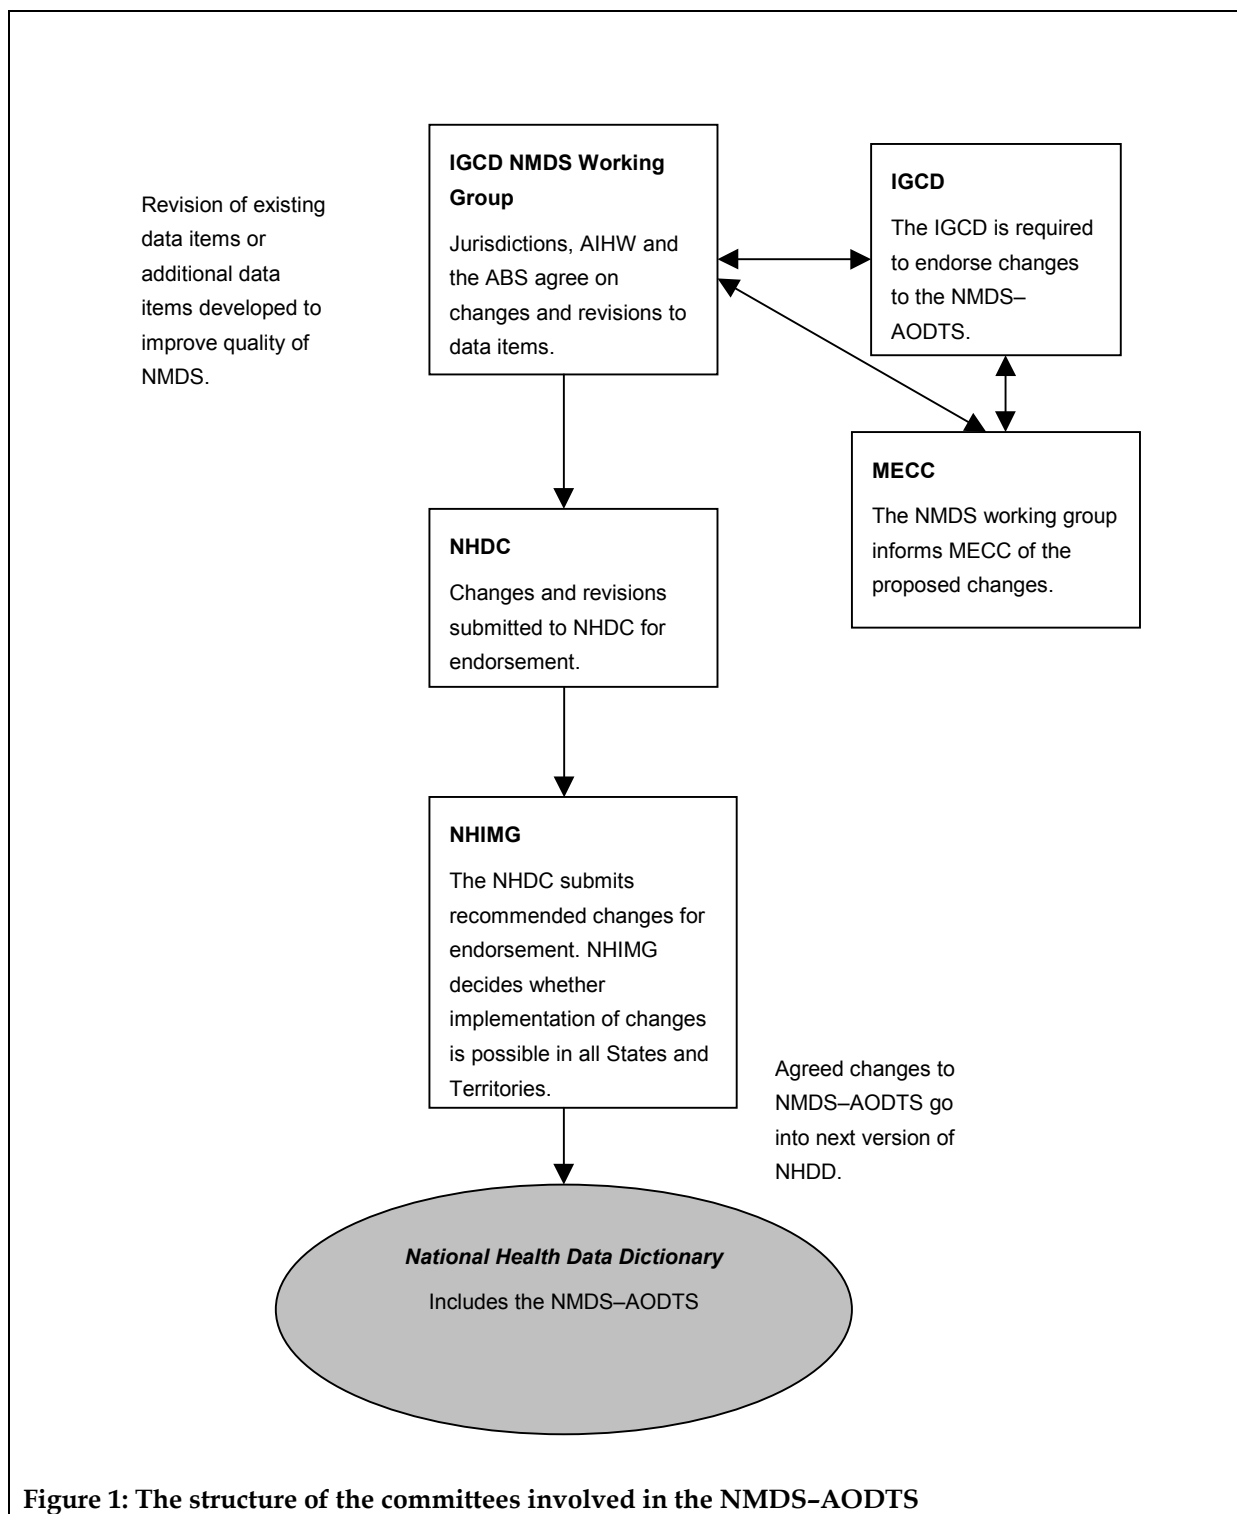 Revision of existing
data items or
additional data
items developed to
improve quality of
NMDS.
IGCD NMDS Working
Group
Jurisdictions, AIHW and
the ABS agree on
changes and revisions to
data items.
IGCD
The IGCD is required
to endorse changes
to the NMDS–
AODTS.
MECC
The NMDS working group
informs MECC of the
proposed changes.
NHDC
Changes and revisions
submitted to NHDC for
endorsement.
NHIMG
The NHDC submits
recommended changes for
endorsement. NHIMG
decides whether
implementation of changes
is possible in all States and
Territories.
Agreed changes to
NMDS–AODTS go
into next version of
NHDD.
National Health Data Dictionary
Includes the NMDS–AODTS
Figure 1: The structure of the committees involved in the NMDS–AODTS